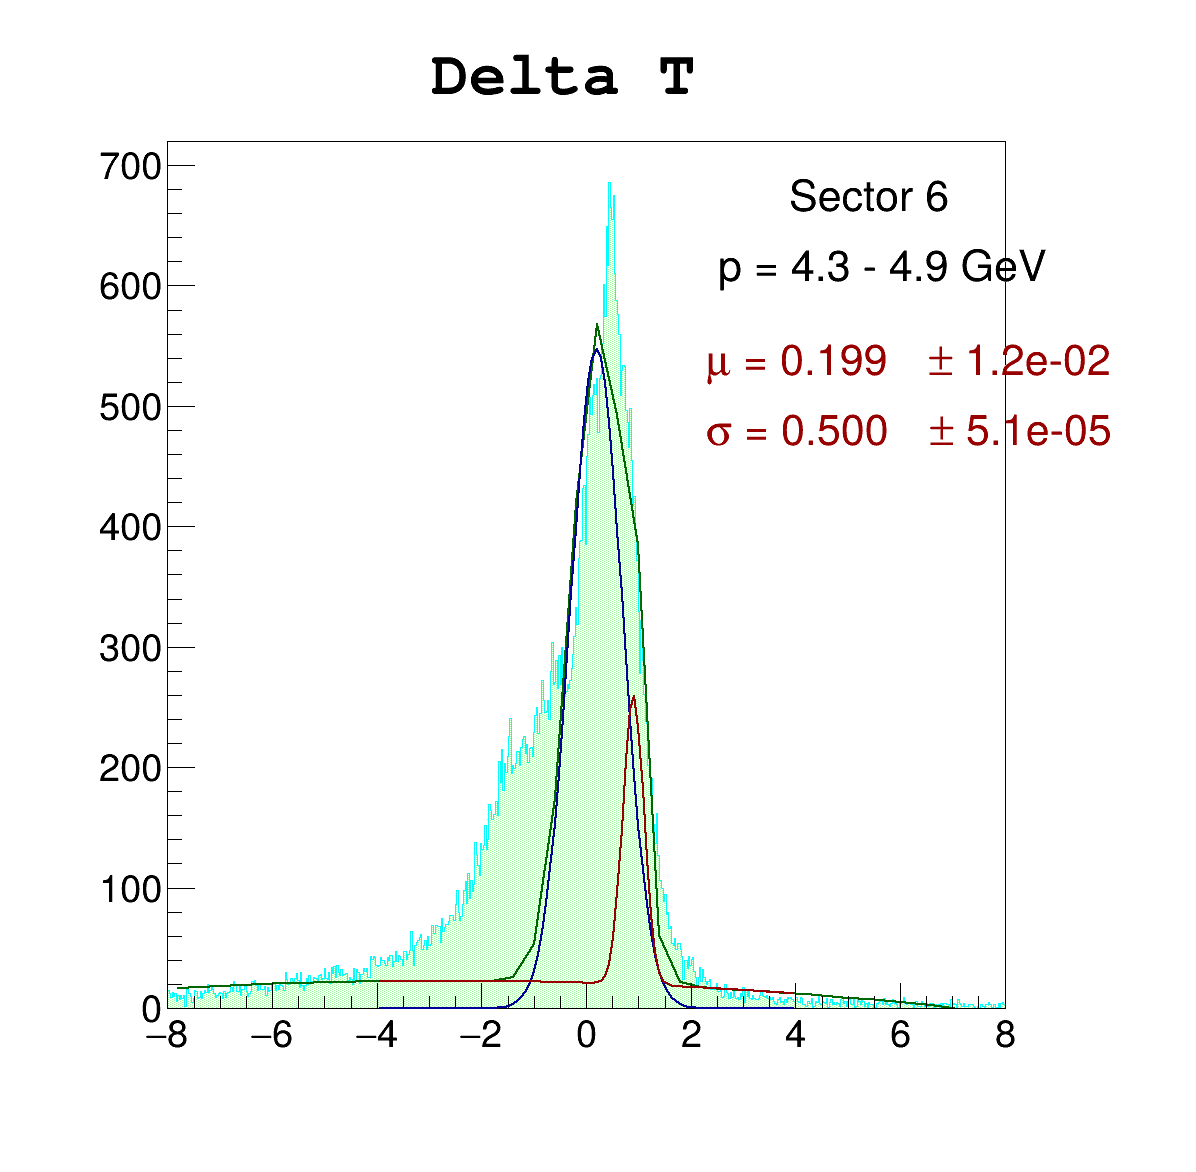 Delta T
700
600
500
400
300
200
100
0
Sector 6
p = 4.3 - 4.9 GeV
μ = 0.199 ± 1.2e-02
σ = 0.500 ± 5.1e-05
−8 −6 −4 −2 0 2 4 6 8